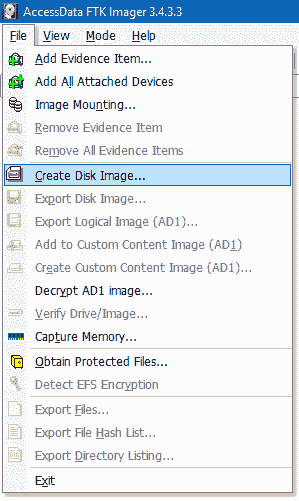 AccessData FTK Imager 3.4.3.3
File View Mode Help
Add Evidence Item...
Add All Attached Devices
Image Mounting...
Remove Evidence Item
Remove All Evidence Items
Create Disk Image...
Export Disk Image...
Export Logical Image (AD1)...
Add to Custom Content Image (AD1)
Create Custom Content Image (AD1)...
Decrypt AD1 image...
Verify Drive/Image...
Capture Memory...
Obtain Protected Files...
Detect EFS Encryption
Export Files...
Export File Hash List...
Export Directory Listing...
Exit